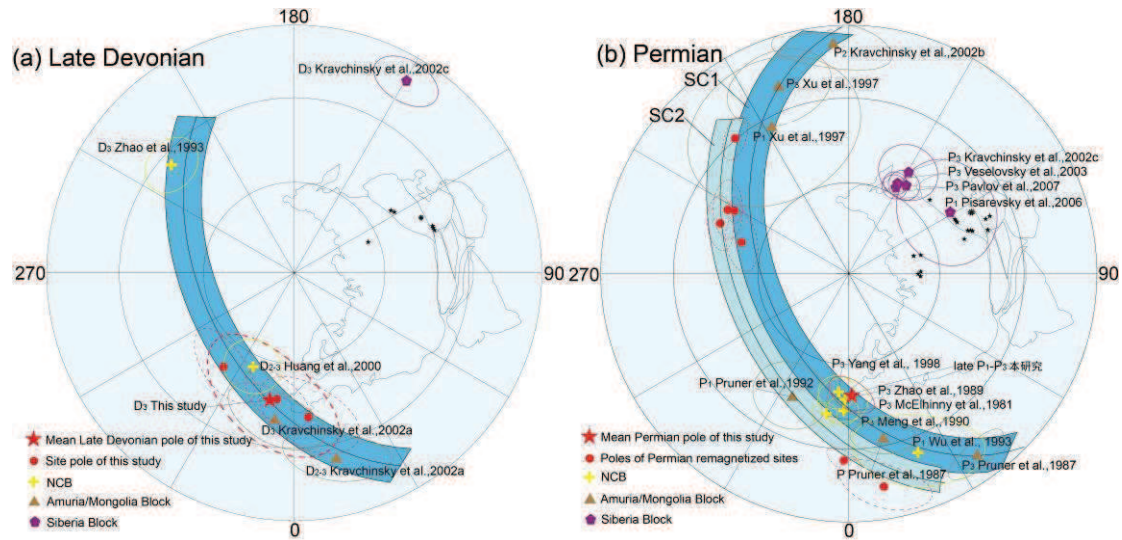 180
(a) Late Devonian
D3 Kravchinsky et al.,2002c
D3 Zhao et al.,1993
270
90
D2-3 Huang et al.,2000
D3 This study
D3 Kravchinsky et al.,2002a
D2-3 Kravchinsky et al.,2002a
Mean Late Devonian pole of this study
Site pole of this study
NCB
Amuria/Mongolia Block
Siberia Block
0
180
(b) Permian
P2 Kravchinsky et al.,2002b
SC1
P3 Xu et al.,1997
SC2
P1 Xu et al.,1997
P3 Kravchinsky et al.,2002c
P3 Veselovsky et al.,2003
P3 Pavlov et al.,2007
P1 Pisarevsky et al.,2006
270
90
P3 Yang et al., 1998
late P1-P3 本研究
P1 Pruner et al.,1992
P3 Zhao et al.,1989
P3 McElhinny et al.,1981
P3 Meng et al.,1990
P1 Wu et al.,1993
P3 Pruner et al.,1987
P Pruner et al.,1987
Mean Permian pole of this study
Poles of Permian remagnetized sites
NCB
Amuria/Mongolia Block
Siberia Block
0